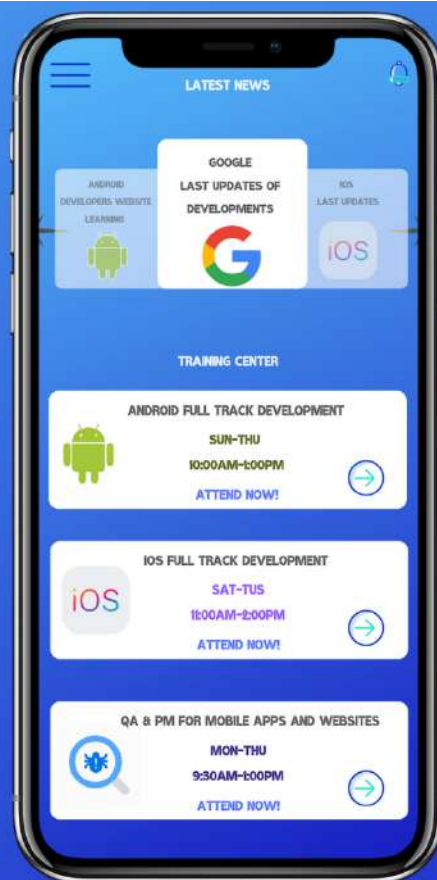 LATEST NEWS
ANDROID
DEVELOPERS WEBSITE
LEARNING
GOOGLE
LAST UPDATES OF
DEVELOPMENTS
IOS
LAST UPDATES
iOS
TRAINING CENTER
ANDROID FULL TRACK DEVELOPMENT
SUN-THU
10:00AM-1:00PM
ATTEND NOW!
iOS
IOS FULL TRACK DEVELOPMENT
SAT-TUS
11:00AM-2:00PM
ATTEND NOW!
QA & PM FOR MOBILE APPS AND WEBSITES
MON-THU
9:30AM-1:00PM
ATTEND NOW!